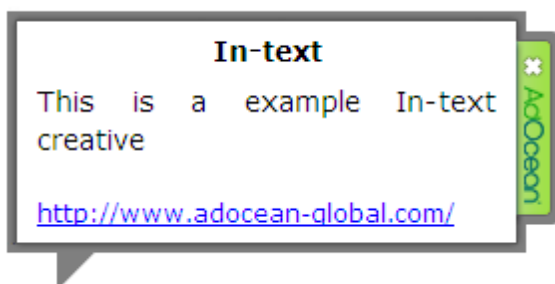 In-text
This is a example In-text
creative
http://www.adocean-global.com/
AdOcean